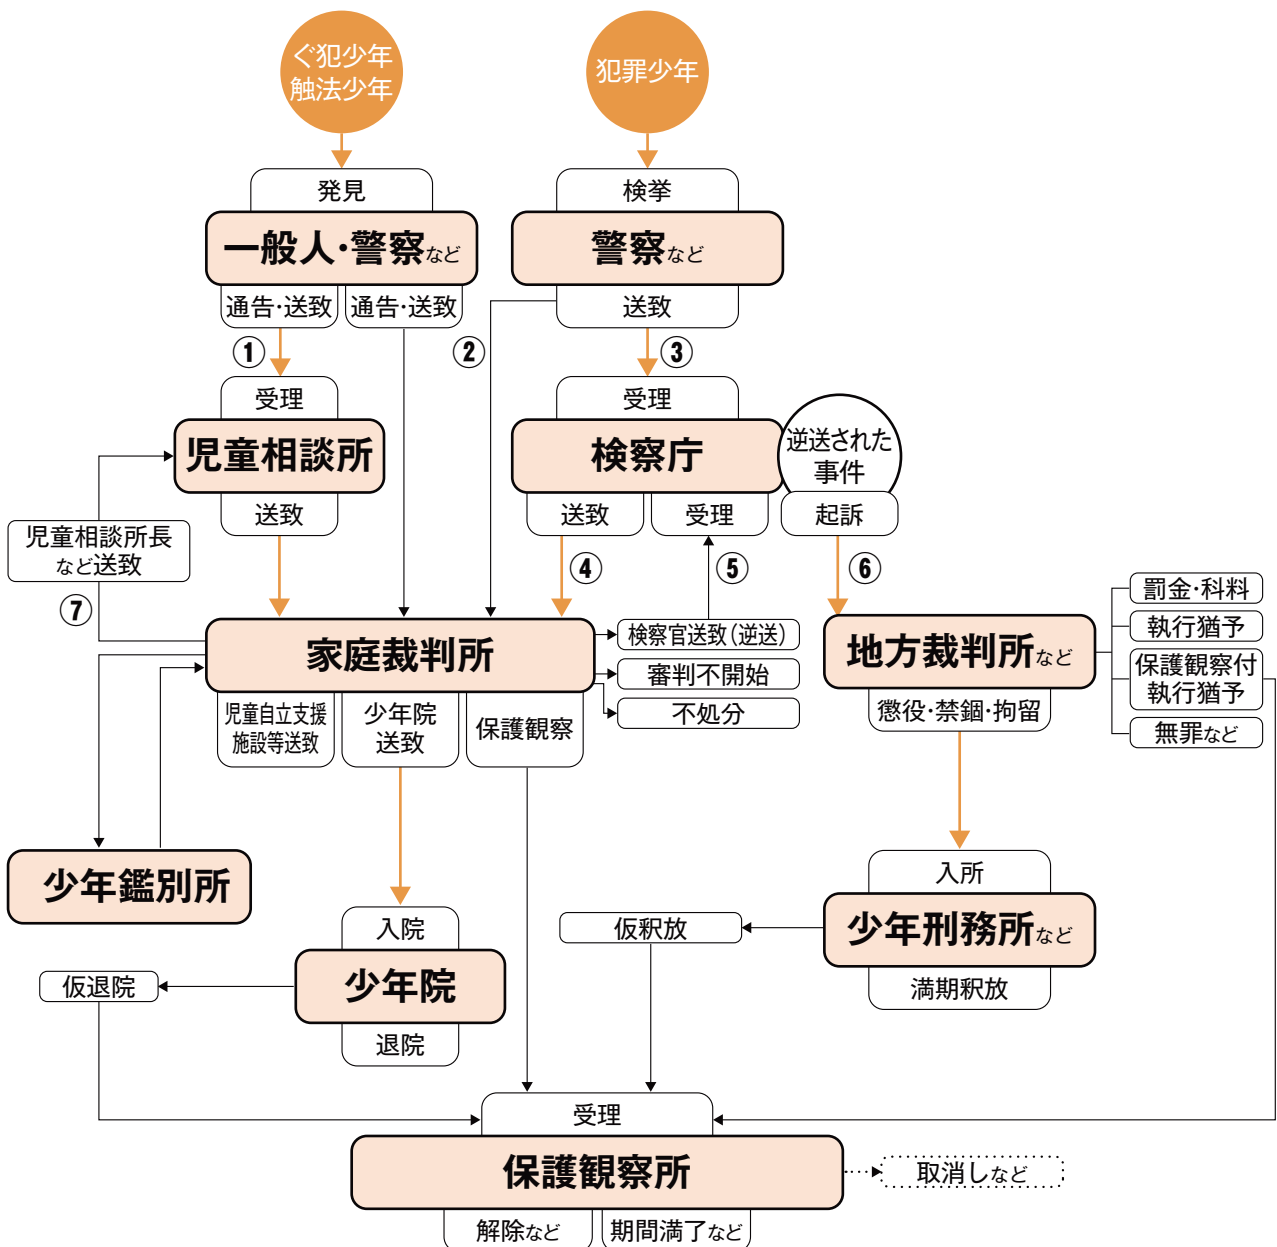 ぐ犯少年
触法少年
犯罪少年
発見
検挙
一般人・警察など
警察など
通告・送致
通告・送致
送致
①
②
③
受理
受理
児童相談所
検察庁
逆送された
事件
送致
送致
受理
起訴
児童相談所長
など送致
④
⑤
⑥
⑦
罰金・科料
家庭裁判所
検察官送致（逆送）
地方裁判所など
執行猶予
審判不開始
保護観察付
執行猶予
不処分
無罪など
児童自立支援
施設等送致
少年院
送致
保護観察
懲役・禁錮・拘留
少年鑑別所
入所
少年刑務所など
満期釈放
仮釈放
入院
少年院
退院
仮退院
受理
保護観察所
取消しなど
解除など
期間満了など